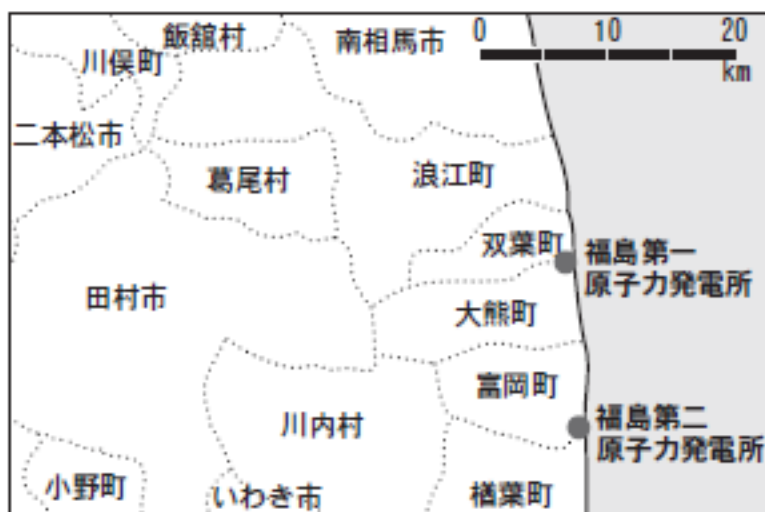 飯舘村
南相馬市
0 10 20
km
川俣町
二本松市
葛尾村
浪江町
双葉町
福島第一
原子力発電所
田村市
大熊町
富岡町
川内村
福島第二
原子力発電所
小野町
いわき市
楢葉町